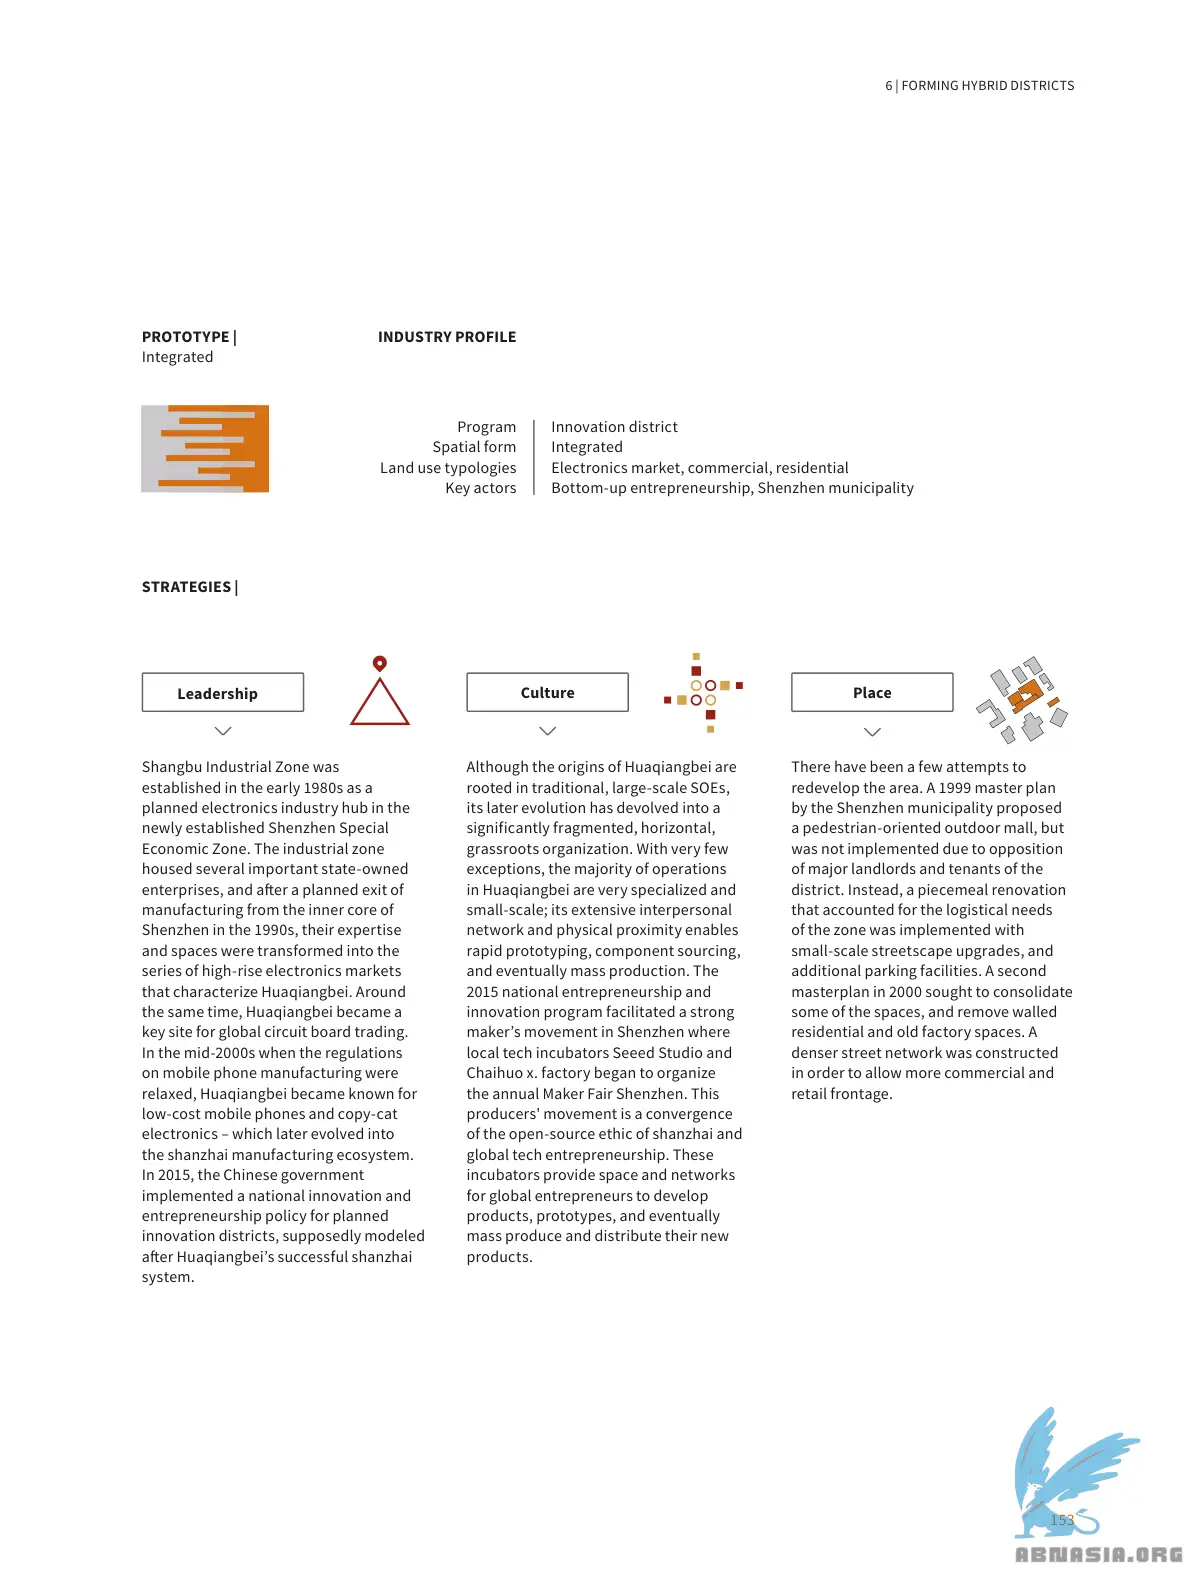 6 | FORMING HYBRID DISTRICTS
PROTOTYPE |
Integrated
INDUSTRY PROFILE
Program
Innovation district
Spatial form
Integrated
Land use typologies
Electronics market, commercial, residential
Key actors
Bottom-up entrepreneurship, Shenzhen municipality
STRATEGIES |
Leadership
Shangbu Industrial Zone was
established in the early 1980s as a
planned electronics industry hub in the
newly established Shenzhen Special
Economic Zone. The industrial zone
housed several important state-owned
enterprises, and after a planned exit of
manufacturing from the inner core of
Shenzhen in the 1990s, their expertise
and spaces were transformed into the
series of high-rise electronics markets
that characterize Huaqiangbei. Around
the same time, Huaqiangbei became a
key site for global circuit board trading.
In the mid-2000s when the regulations
on mobile phone manufacturing were
relaxed, Huaqiangbei became known for
low-cost mobile phones and copy-cat
electronics – which later evolved into
the shanzhai manufacturing ecosystem.
In 2015, the Chinese government
implemented a national innovation and
entrepreneurship policy for planned
innovation districts, supposedly modeled
after Huaqiangbei’s successful shanzhai
system.
Culture
Although the origins of Huaqiangbei are
rooted in traditional, large-scale SOEs,
its later evolution has devolved into a
significantly fragmented, horizontal,
grassroots organization. With very few
exceptions, the majority of operations
in Huaqiangbei are very specialized and
small-scale; its extensive interpersonal
network and physical proximity enables
rapid prototyping, component sourcing,
and eventually mass production. The
2015 national entrepreneurship and
innovation program facilitated a strong
maker’s movement in Shenzhen where
local tech incubators Seeed Studio and
Chaihuo x. factory began to organize
the annual Maker Fair Shenzhen. This
producers' movement is a convergence
of the open-source ethic of shanzhai and
global tech entrepreneurship. These
incubators provide space and networks
for global entrepreneurs to develop
products, prototypes, and eventually
mass produce and distribute their new
products.
Place
There have been a few attempts to
redevelop the area. A 1999 master plan
by the Shenzhen municipality proposed
a pedestrian-oriented outdoor mall, but
was not implemented due to opposition
of major landlords and tenants of the
district. Instead, a piecemeal renovation
that accounted for the logistical needs
of the zone was implemented with
small-scale streetscape upgrades, and
additional parking facilities. A second
masterplan in 2000 sought to consolidate
some of the spaces, and remove walled
residential and old factory spaces. A
denser street network was constructed
in order to allow more commercial and
retail frontage.
153
ABNASIA.ORG